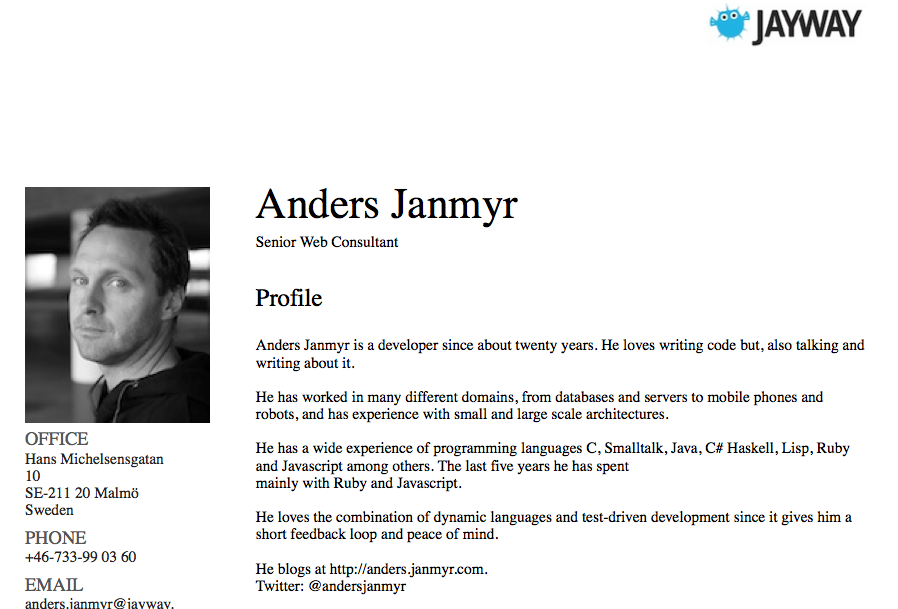 JAYWAY
Anders Janmyr
Senior Web Consultant
Profile
Anders Janmyr is a developer since about twenty years. He loves writing code but, also talking and
writing about it.
He has worked in many different domains, from databases and servers to mobile phones and
robots, and has experience with small and large scale architectures.
He has a wide experience of programming languages C, Smalltalk, Java, C# Haskell, Lisp, Ruby
and Javascript among others. The last five years he has spent
mainly with Ruby and Javascript.
He loves the combination of dynamic languages and test-driven development since it gives him a
short feedback loop and peace of mind.
He blogs at http://anders.janmyr.com.
Twitter: @andersjanmyr
OFFICE
Hans Michelsensgatan
10
SE-211 20 Malmö
Sweden
PHONE
+46-733-99 03 60
EMAIL
anders.janmyr@jayway.